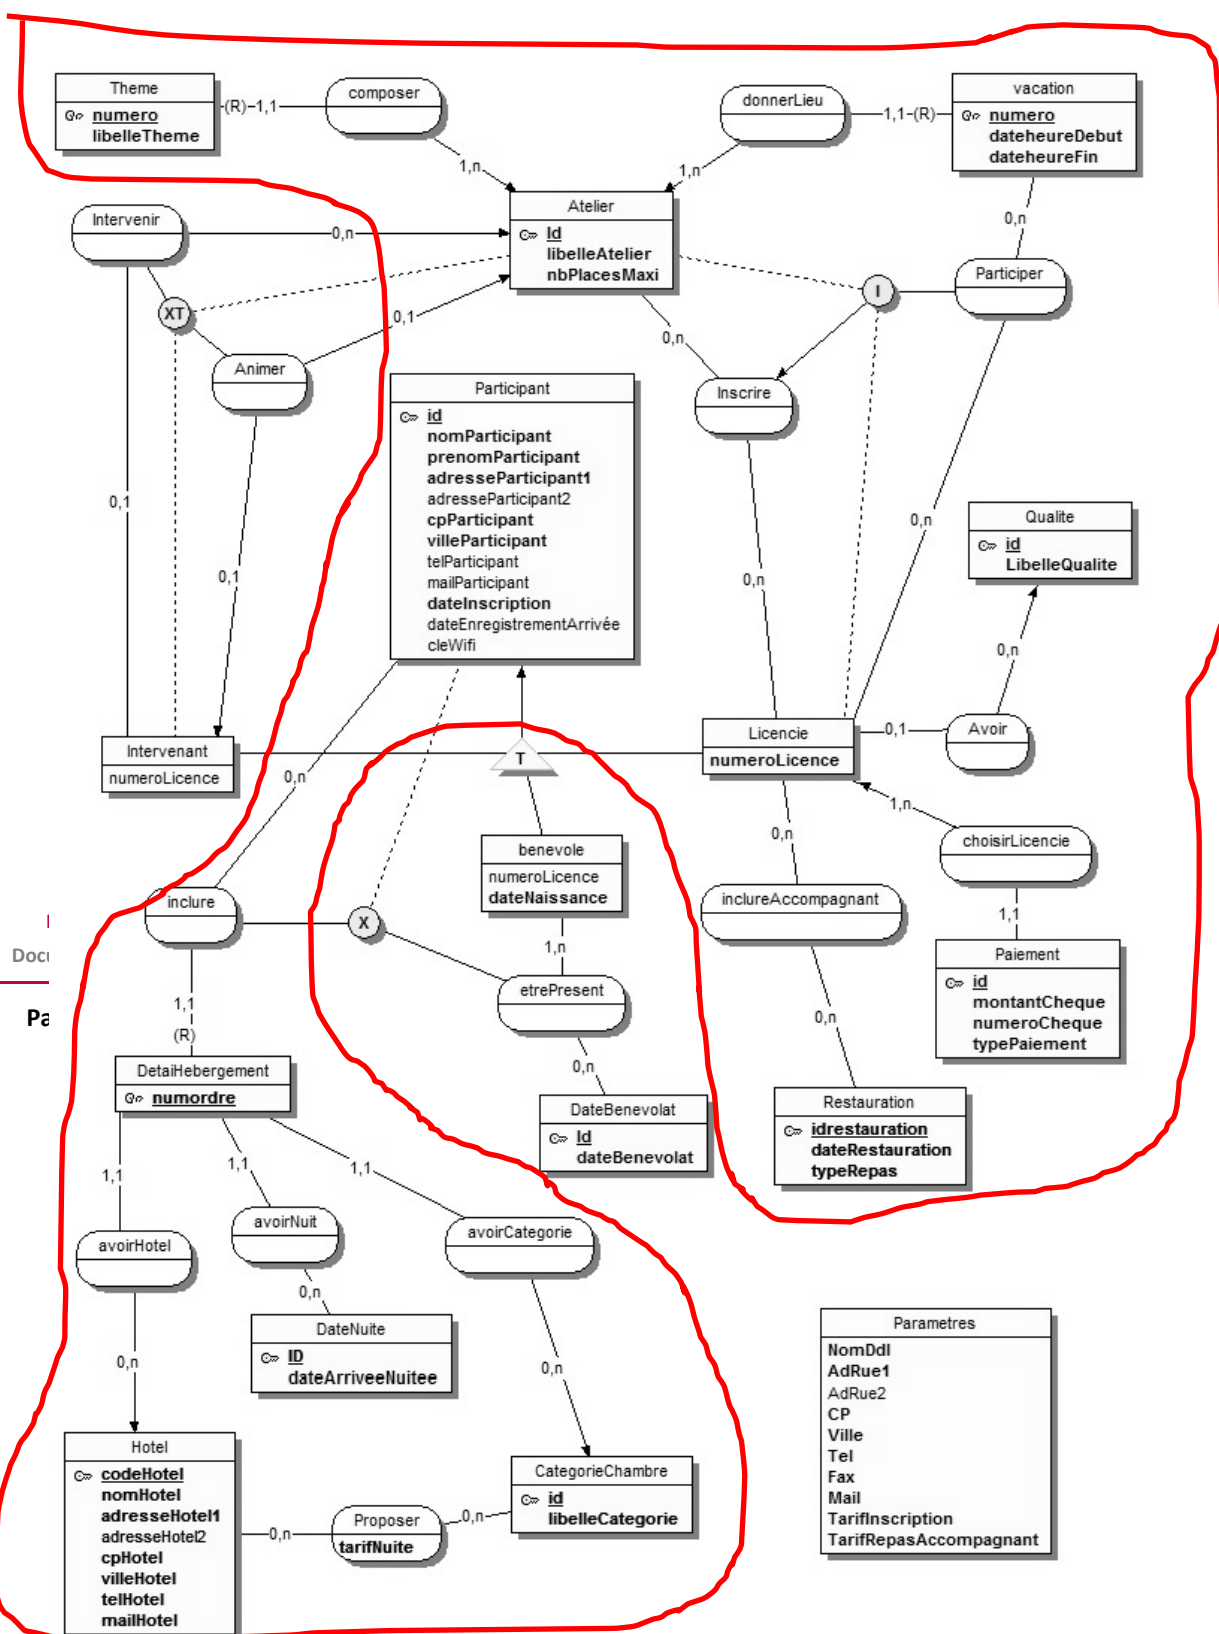 Theme
numero
libelleTheme
(R)
1,1
composer
1,n
donnerLieu
1,n
1,1-(R)
vacation
numero
dateheureDebut
dateheureFin
Intervenir
0,n
Atelier
Id
libelleAtelier
nbPlacesMaxi
0,n
Participer
I
XT
0,1
0,n
Animer
Inscrire
Participant
id
nomParticipant
prenomParticipant
adresseParticipant1
adresseParticipant2
cpParticipant
villeParticipant
telParticipant
mailParticipant
dateInscription
dateEnregistrementArrivée
cleWifi
0,1
0,1
0,n
0,n
Qualite
id
LibelleQualite
0,n
Intervenant
numeroLicence
T
Licencie
numeroLicence
0,1
Avoir
0,n
1,n
0,n
choisirLicencie
benevole
numeroLicence
dateNaissance
inclure
X
inclureAccompagnant
1,1
Docu
1,n
Paiement
id
montantCheque
numeroCheque
typePaiement
etrePresent
1,1
(R)
Pa
0,n
0,n
DetaiHebergement
numordre
DateBenevolat
Id
dateBenevolat
Restauration
idrestauration
dateRestauration
typeRepas
1,1
1,1
1,1
avoirHotel
avoirNuit
avoirCategorie
0,n
DateNuite
ID
dateArriveeNuitee
0,n
0,n
Parametres
NomDdl
AdRue1
AdRue2
CP
Ville
Tel
Fax
Mail
TarifInscription
TarifRepasAccompagnant
Hotel
codeHotel
nomHotel
adresseHotel1
adresseHotel2
cpHotel
villeHotel
telHotel
mailHotel
0,n
Proposer
tarifNuite
0,n
CategorieChambre
id
libelleCategorie